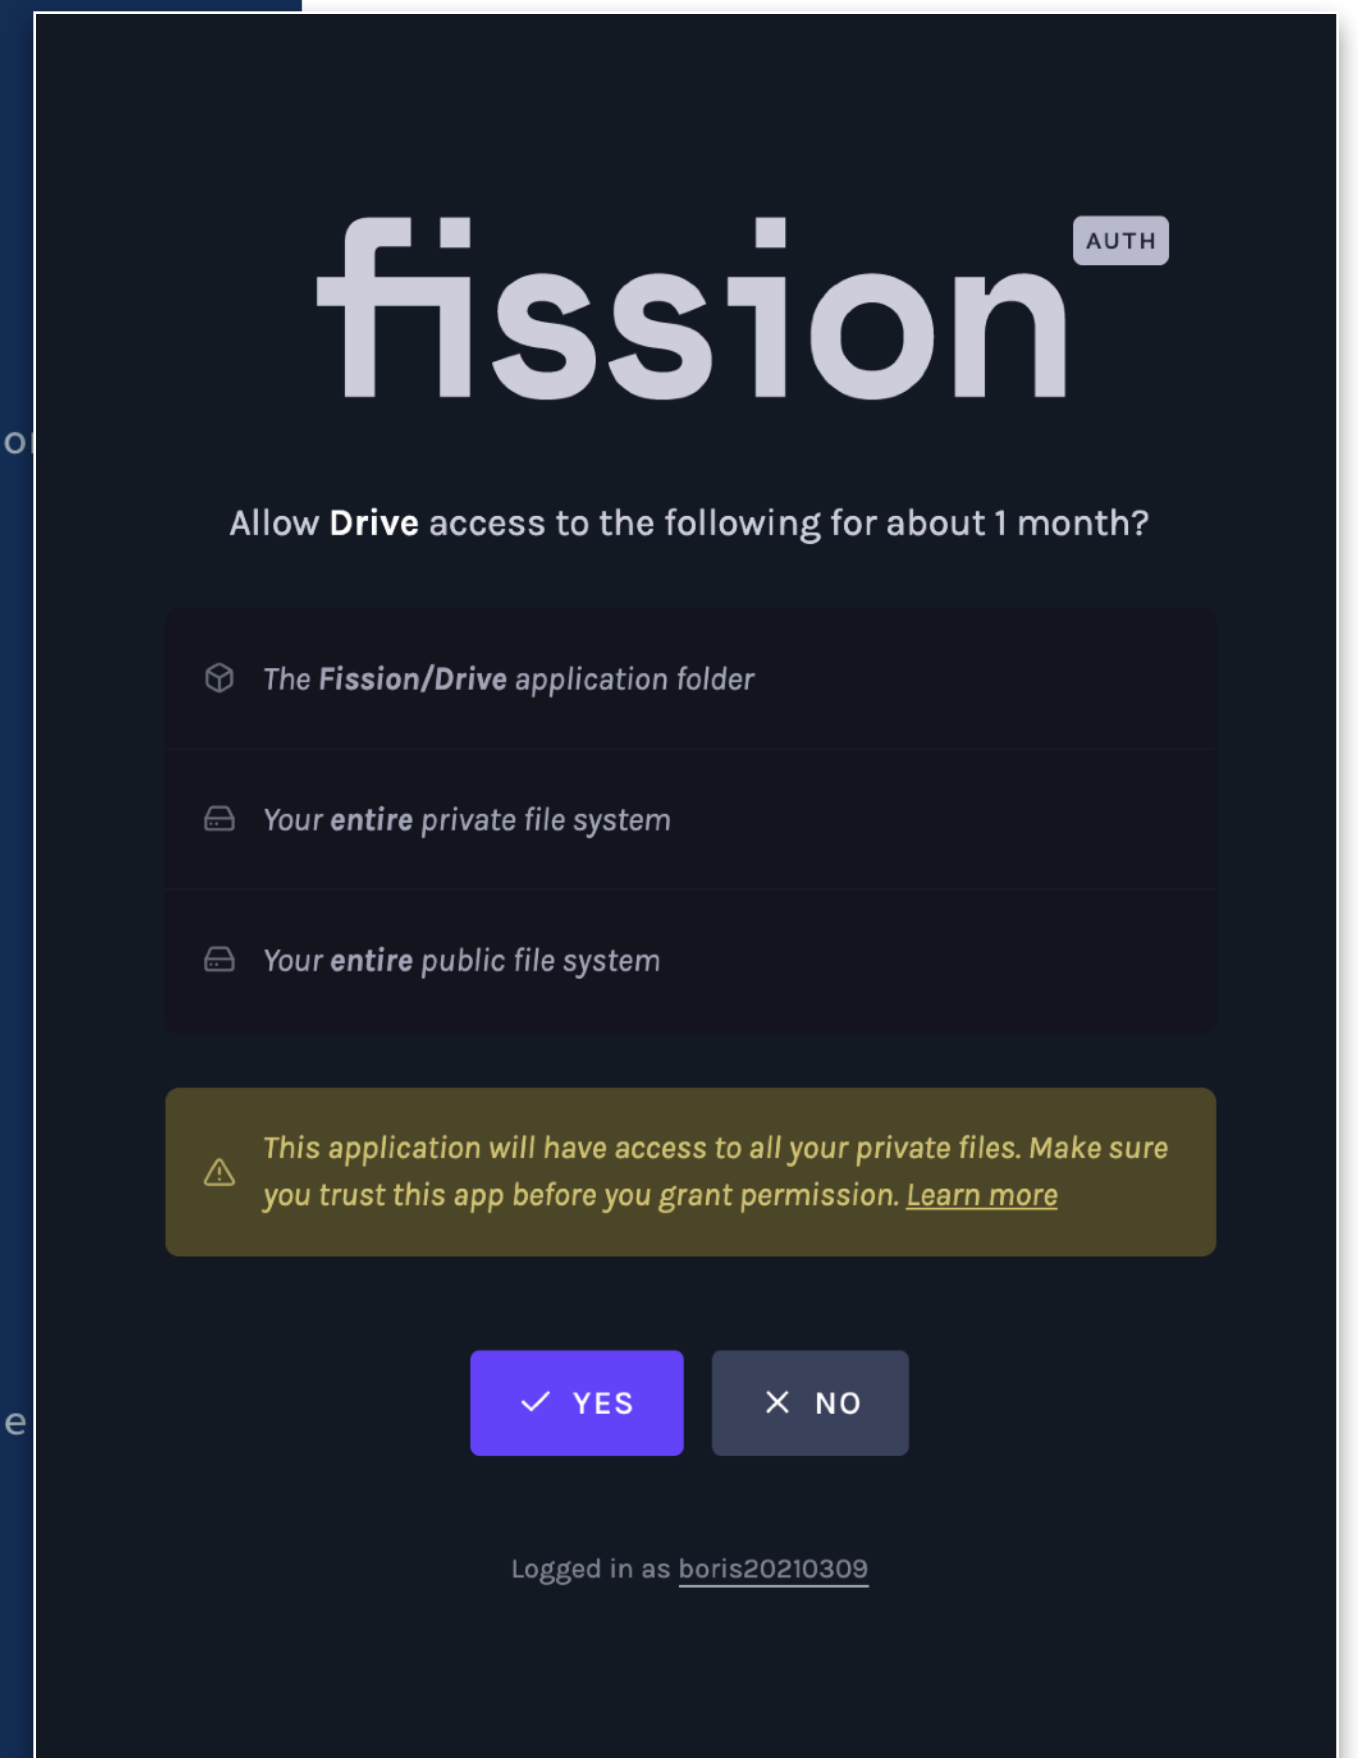 fission
AUTH
Allow Drive access to the following for about 1 month?
The Fission/Drive application folder
Your entire private file system
Your entire public file system
This application will have access to all your private files. Make sure
you trust this app before you grant permission. Learn more
YES
NO
Logged in as boris20210309